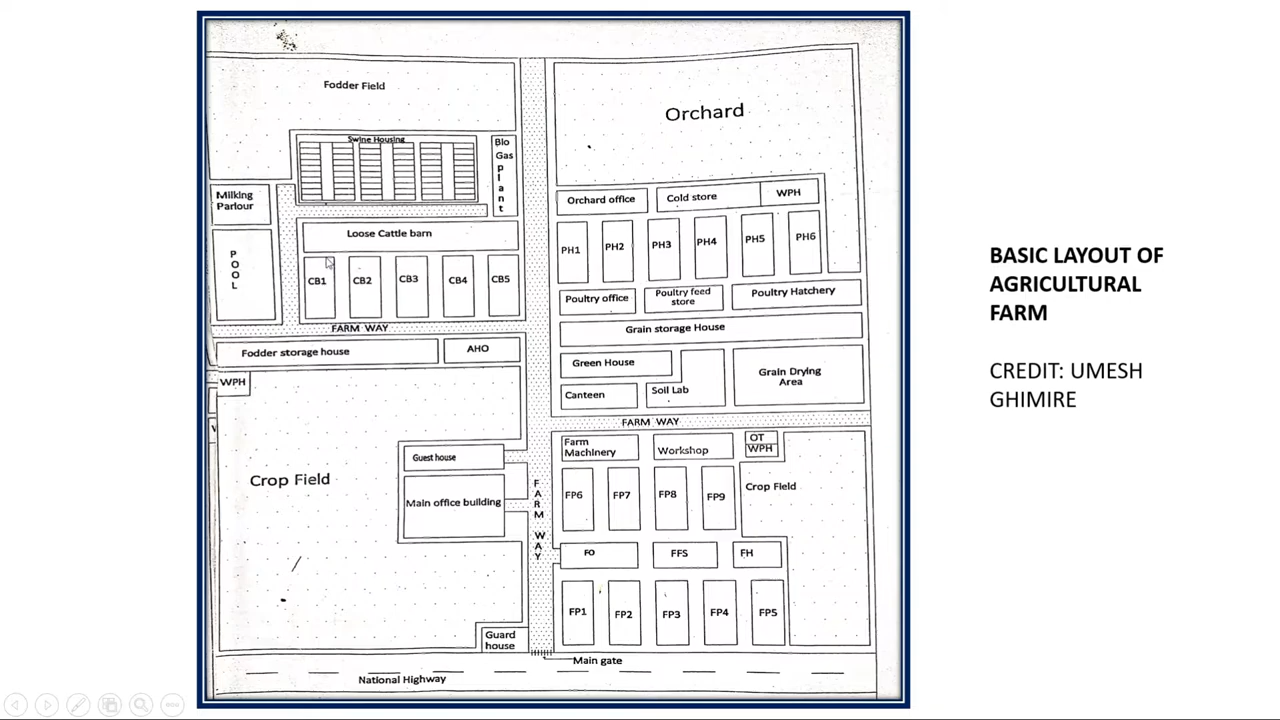 Fodder Field
Orchard
Swine Housing
Bio
Gas
p
l
a
n
t
Milking
Parlour
Orchard office
Cold store
WPH
Loose Cattle barn
P
O
O
L
PH1
PH2
PH3
PH4
PH5
PH6
CB1
CB2
CB3
CB4
CB5
Poultry office
Poultry feed
store
Poultry Hatchery
FARM WAY
Grain storage House
Fodder storage house
AHO
Green House
Grain Drying
Area
WPH
Canteen
Soil Lab
FARM WAY
Farm
Machinery
Workshop
OT
WPH
Guest house
Crop Field
Main office building
F
A
R
M
W
A
Y
FP6
FP7
FP8
FP9
Crop Field
FO
FFS
FH
FP1
FP2
FP3
FP4
FP5
Guard
house
Main gate
National Highway
BASIC LAYOUT OF
AGRICULTURAL
FARM
CREDIT: UMESH
GHIMIRE